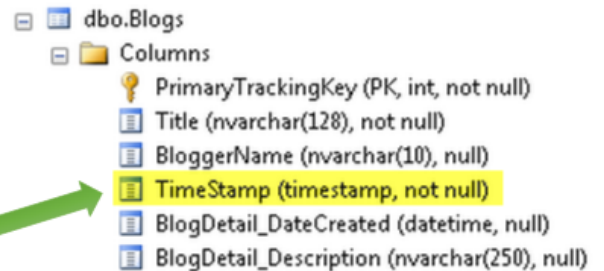 dbo.Blogs
Columns
PrimaryTrackingKey (PK, int, not null)
Title (nvarchar(128), not null)
BloggerName (nvarchar(10), null)
TimeStamp (timestamp, not null)
BlogDetail_DateCreated (datetime, null)
BlogDetail_Description (nvarchar(250), null)